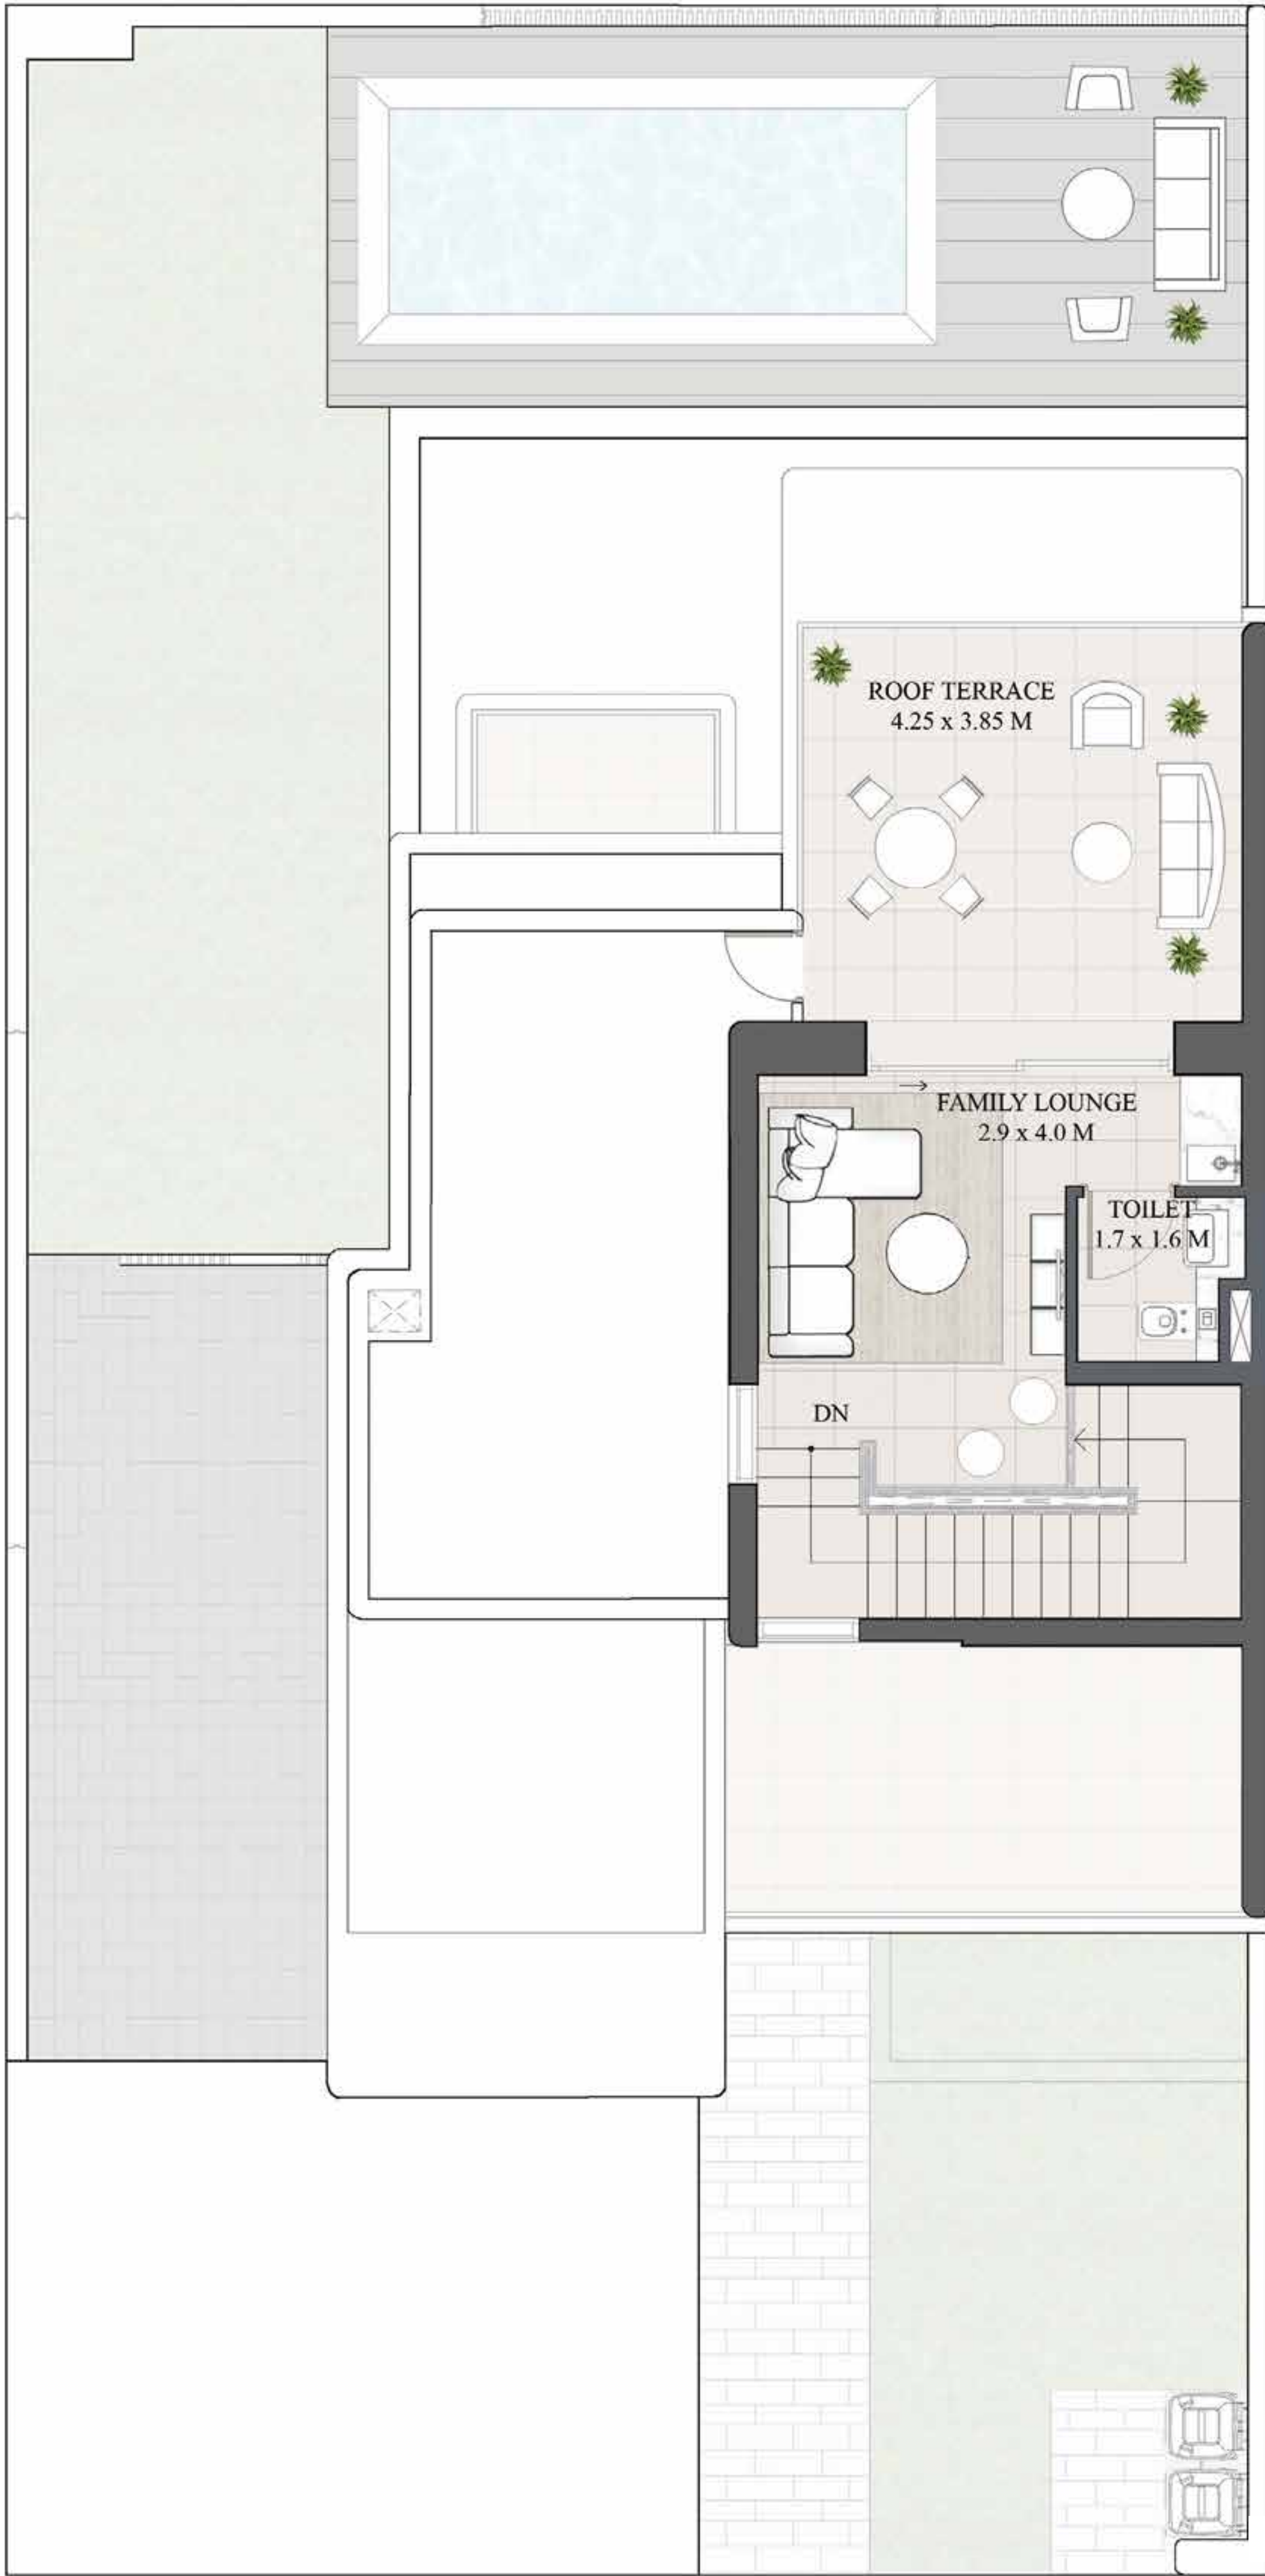 ROOF TERRACE
4.25 x 3.85 M
FAMILY LOUNGE
2.9 x 4.0 M
TOILET
1.7 x 1.6 M
DN